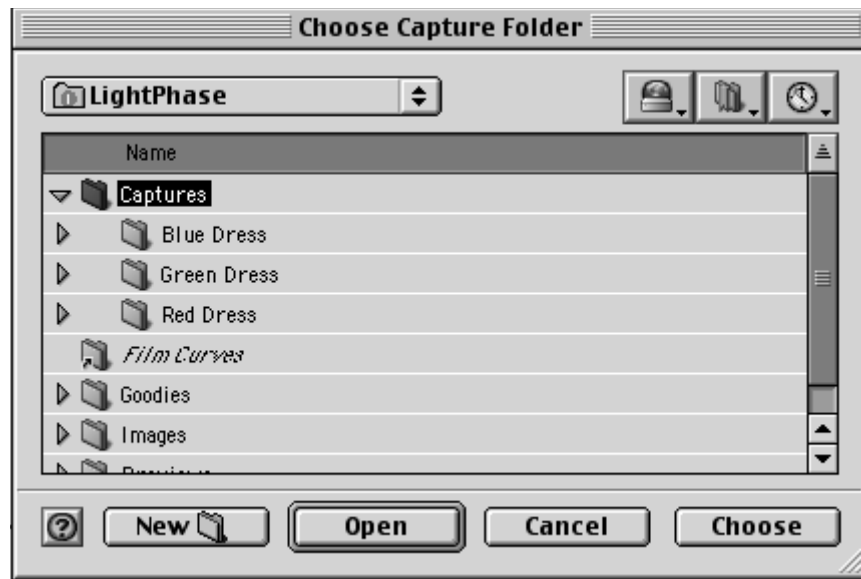 Choose Capture Folder
LightPhase
Name
Captures
Blue Dress
Green Dress
Red Dress
Film Curves
Goodies
Images
New Open Cancel Choose